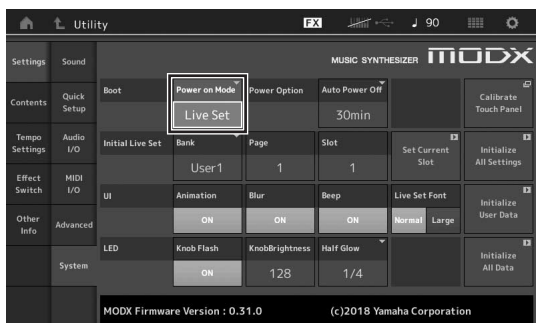 Utility
FX
90
Settings
Sound
MUSIC SYNTHESIZER MODX
Contents
Quick Setup
Boot
Power on Mode
Live Set
Power Option
Auto Power Off
30min
Calibrate Touch Panel
Tempo Settings
Audio I/O
Initial Live Set
Bank
User1
Page
1
Slot
1
Set Current Slot
Initialize All Settings
Effect Switch
MIDI I/O
UI
Animation
ON
Blur
ON
Beep
ON
Live Set Font
Normal Large
Initialize User Data
Other Info
Advanced
System
LED
Knob Flash
ON
KnobBrightness
128
Half Glow
1/4
Initialize All Data
MODX Firmware Version : 0.31.0 (c)2018 Yamaha Corporation